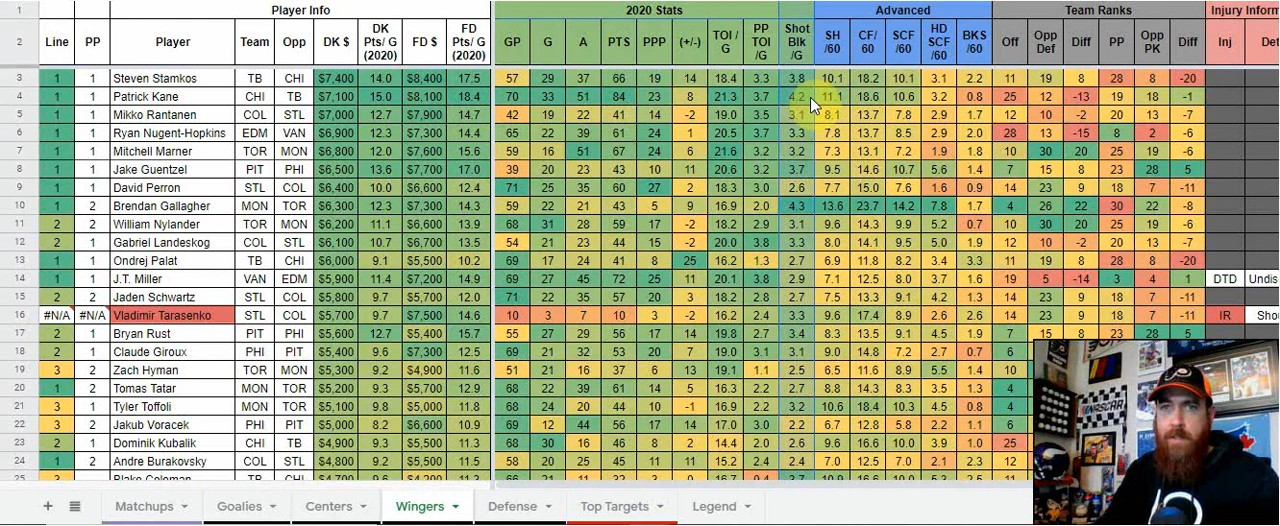 1 Player Info 2020 Stats Advanced Team Ranks Injury Inform
2 Line PP Player Team Opp DK $ DK Pts/ G (2020) FD $ FD Pts/ G (2020) GP G A PTS PPP (+/-) TOI / G PP TOI /G Shot Blk /G SH /60 CF/ 60 SCF /60 HD SCF /60 BKS /60 Off Opp Def Diff PP Opp PK Diff Inj Det
3 1 1 Steven Stamkos TB CHI $7,400 14.0 $8,400 17.5 57 29 37 66 19 14 18.4 3.3 3.8 10.1 18.2 10.1 3.1 2.2 11 19 8 28 8 -20
4 1 1 Patrick Kane CHI TB $7,100 15.0 $8,100 18.4 70 33 51 84 23 8 21.3 3.7 4.2 11.1 18.6 10.6 3.2 0.8 25 12 -13 19 18 -1
5 1 1 Mikko Rantanen COL STL $7,000 12.7 $7,900 14.7 42 19 22 41 14 -2 19.0 3.5 3.1 8.1 13.7 7.8 2.9 1.7 12 10 -2 20 13 -7
6 1 1 Ryan Nugent-Hopkins EDM VAN $6,900 12.3 $7,300 14.4 65 22 39 61 24 1 20.5 3.7 3.3 7.8 13.7 8.5 2.9 2.0 28 13 -15 8 2 -6
7 1 1 Mitchell Marner TOR MON $6,800 12.0 $7,600 15.6 59 16 51 67 24 6 21.6 3.2 3.2 7.3 13.1 7.2 1.9 1.8 10 30 20 25 19 -6
8 1 1 Jake Guentzel PIT PHI $6,500 13.6 $7,700 17.0 39 20 23 43 10 11 20.6 3.2 3.7 9.5 14.6 10.7 5.6 1.4 7 15 8 23 28 5
9 1 1 David Perron STL COL $6,400 10.0 $6,600 12.4 71 25 35 60 27 2 17.9 3.0 2.6 7.7 15.0 7.6 1.6 0.9 14 23 9 18 7 -11
10 1 2 Brendan Gallagher MON TOR $6,300 12.3 $7,300 14.3 59 22 21 43 5 9 16.9 2.0 4.3 13.6 23.7 14.2 7.8 1.7 4 26 22 30 22 -8
11 2 2 William Nylander TOR MON $6,200 11.1 $6,600 13.9 68 31 28 59 17 -2 18.2 2.9 3.1 9.6 14.3 9.9 5.2 0.7 10 30 20 25 19 -6
12 2 1 Gabriel Landeskog COL STL $6,100 10.7 $6,700 13.5 54 21 23 44 15 -2 20.0 3.8 3.3 8.0 14.1 9.5 5.0 1.9 12 10 -2 20 13 -7
13 1 1 Ondrej Palat TB CHI $6,000 9.1 $5,500 10.2 69 17 24 41 8 25 16.2 1.3 2.9 6.9 11.8 8.2 3.4 3.3 11 19 8 28 8 -20
14 1 1 J.T. Miller VAN EDM $5,900 11.4 $7,200 14.9 69 27 45 72 25 11 20.1 3.8 2.9 7.1 12.5 8.0 3.7 1.6 19 5 -14 3 4 1 DTD Undis
15 2 2 Jaden Schwartz STL COL $5,800 9.7 $5,700 12.0 71 22 35 57 20 3 18.2 2.8 2.7 7.5 13.3 9.1 4.2 1.2 14 23 9 18 7 -11
16 #N/A #N/A Vladimir Tarasenko STL COL $5,700 9.7 $7,500 14.6 10 3 7 10 3 -2 16.2 2.4 3.3 9.3 17.4 8.9 2.6 2.6 14 23 9 18 7 -11 IR Shou
17 2 1 Bryan Rust PIT PHI $5,600 12.7 $5,400 15.7 55 27 29 56 17 14 19.6 2.8 3.4 8.3 13.5 9.1 4.5 1.9 7 15 8 23 28 5
18 2 1 Claude Giroux PHI PIT $5,400 9.6 $7,300 12.5 69 21 32 53 20 7 19.0 3.1 3.1 9.0 14.8 7.2 2.7 0.7 6
19 3 2 Zach Hyman TOR MON $5,300 9.2 $4,900 11.6 51 21 16 37 6 13 19.1 1.1 2.5 6.5 11.6 8.9 5.5 1.4 10
20 1 2 Tomas Tatar MON TOR $5,200 9.3 $5,700 12.9 68 22 39 61 14 5 16.3 2.2 2.7 8.8 14.3 8.3 3.5 1.3 4
21 3 1 Tyler Toffoli MON TOR $5,100 9.8 $5,000 11.8 68 24 20 44 10 -1 16.9 2.2 3.2 10.6 18.4 10.3 4.5 0.8 4
22 3 2 Jakub Voracek PHI PIT $5,000 8.2 $6,600 10.9 69 12 44 56 17 14 17.0 3.0 2.2 6.7 12.8 5.8 2.2 1.1 6
23 2 1 Dominik Kubalik CHI TB $4,900 9.3 $5,500 11.3 68 30 16 46 8 2 14.4 2.0 2.6 9.6 16.6 10.0 3.9 1.0 25
24 1 2 Andre Burakovsky COL STL $4,800 9.2 $5,500 11.5 58 20 25 45 11 11 15.2 2.4 2.4 7.0 12.5 7.0 2.1 2.3 12
25
Matchups Goalies Centers Wingers Defense Top Targets Legend